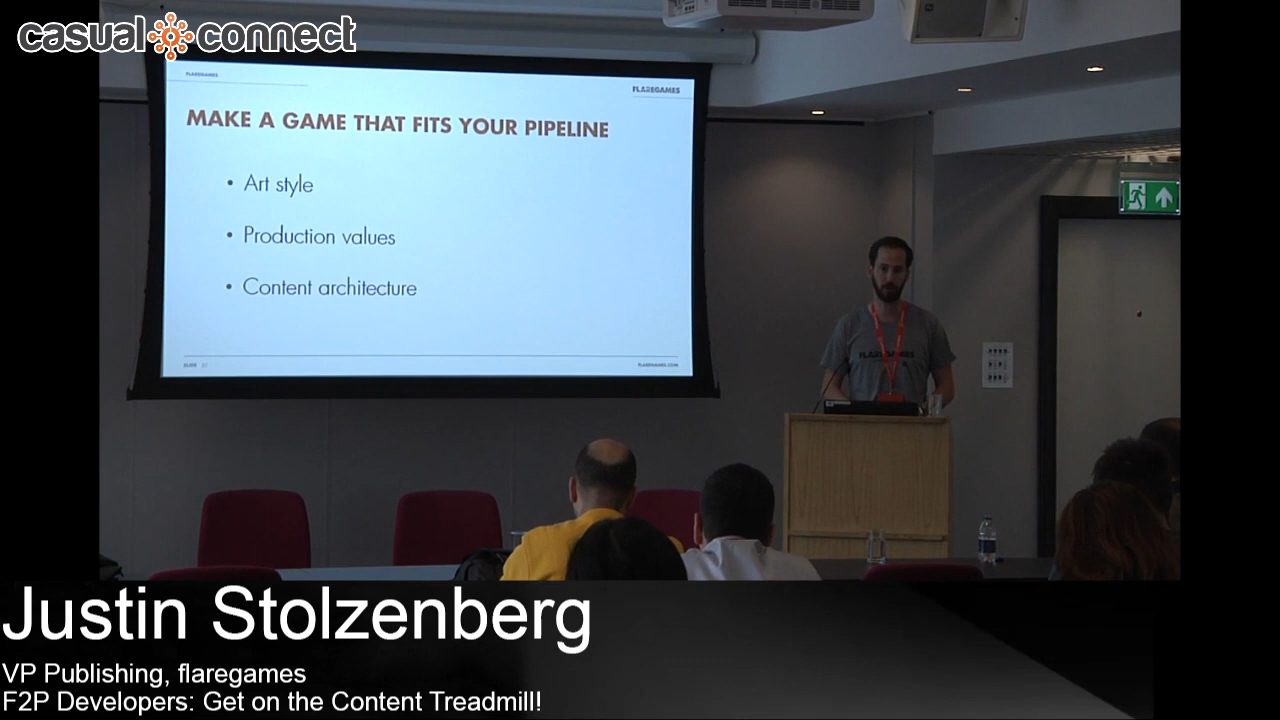 casual connect
FLAREGAMES
FLAREGAMES
MAKE A GAME THAT FITS YOUR PIPELINE
• Art style
• Production values
• Content architecture
SLIDE
FLAREGAMES.COM
FLAREGAMES
Justin Stolzenberg
VP Publishing, flaregames
F2P Developers: Get on the Content Treadmill!